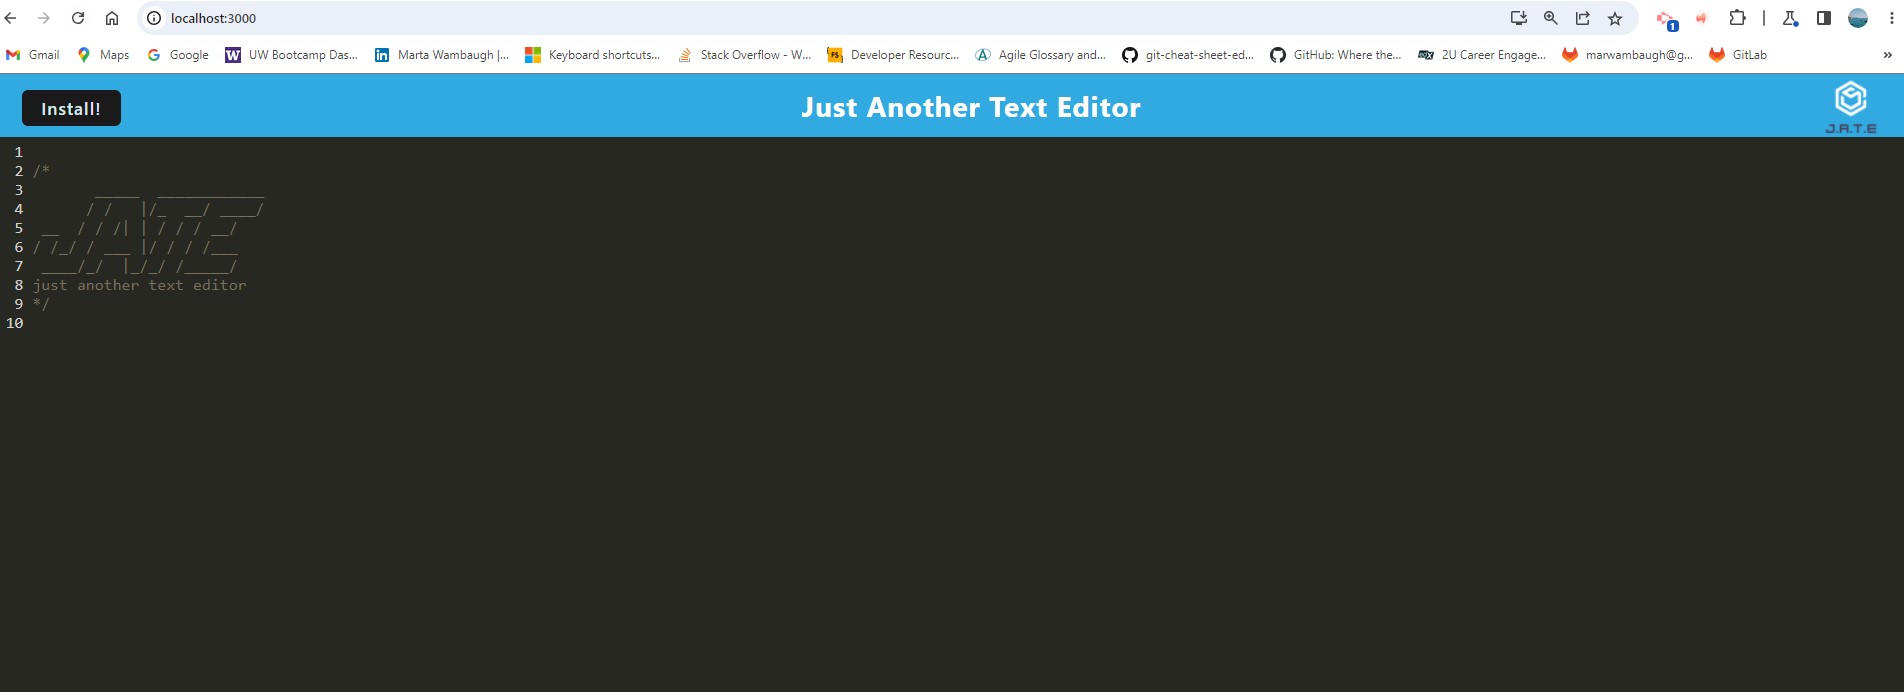 localhost:3000
1
Gmail Maps Google UW Bootcamp Das... Marta Wambaugh |... Keyboard shortcuts... Stack Overflow - W... Developer Resourc... Agile Glossary and... git-cheat-sheet-ed... GitHub: Where the... 2U Career Engage... marwambaugh@g... GitLab »
Install! Just Another Text Editor
J.A.T.E
1
2 /*
3        _____  ____________
4       / /   |/_  __/ ____/
5  __  / / /| | / / / __/
6 / /_/ / ___ |/ / / /___
7  ____/_/  |_/_/ /_____/
8 just another text editor
9 */
10